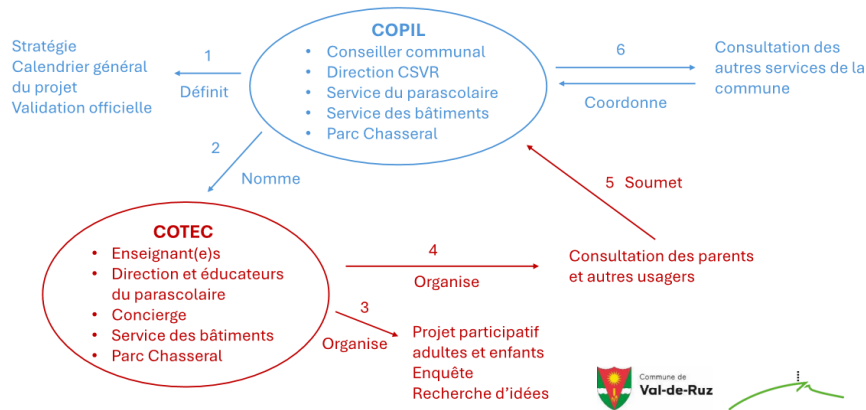 COPIL
• Conseiller communal
• Direction CSVR
• Service du parascolaire
• Service des bâtiments
• Parc Chasseral
Stratégie
Calendrier général
du projet
Validation officielle
1
Définit
6
Coordonne
Consultation des
autres services de la
commune
2
Nomme
5 Soumet
COTEC
• Enseignant(e)s
• Direction et éducateurs
du parascolaire
• Concierge
• Service des bâtiments
• Parc Chasseral
4
Organise
Consultation des parents
et autres usagers
3
Organise
Projet participatif
adultes et enfants
Enquête
Recherche d'idées
Commune de
Val-de-Ruz